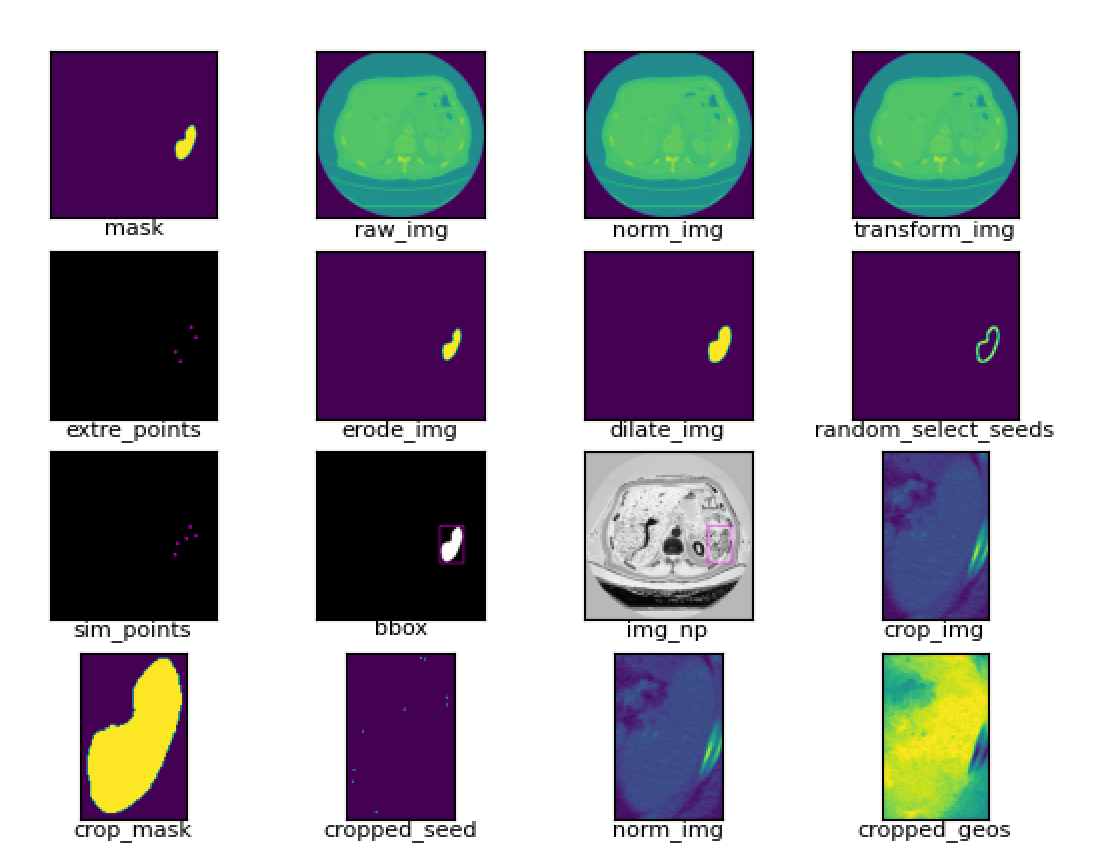 mask
raw_img
norm_img
transform_img
extre_points
erode_img
dilate_img
random_select_seeds
sim_points
bbox
img_np
crop_img
crop_mask
cropped_seed
norm_img
cropped_geos